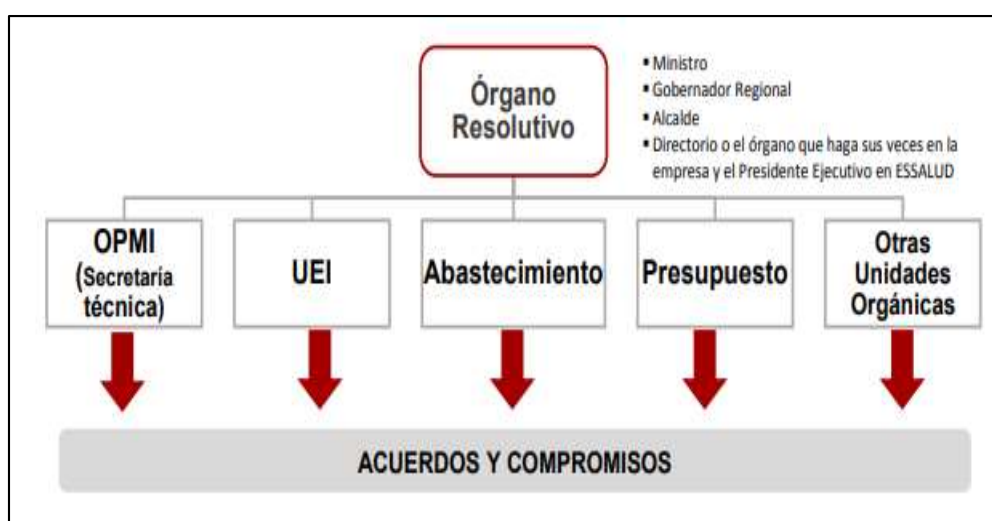 Órgano
Resolutivo
▪ Ministro
▪ Gobernador Regional
▪ Alcalde
▪ Directorio o el órgano que haga sus veces en la
empresa y el Presidente Ejecutivo en ESSALUD
OPMI
(Secretaría
técnica)
UEI
Abastecimiento
Presupuesto
Otras
Unidades
Orgánicas
ACUERDOS Y COMPROMISOS